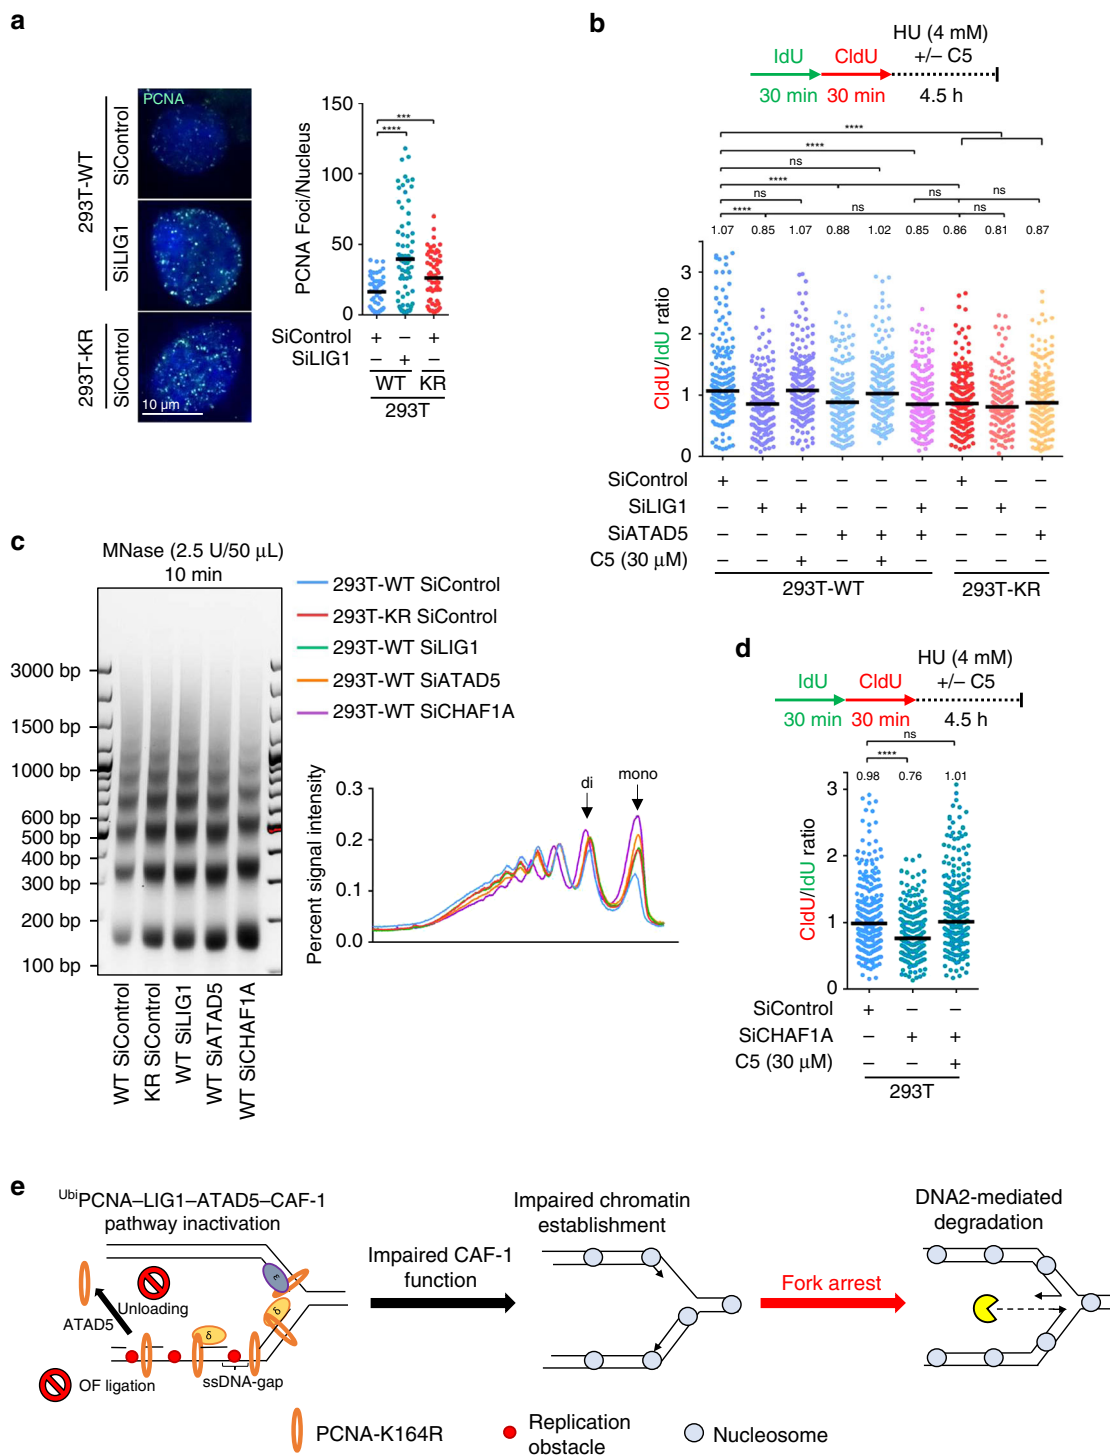 a
PCNA
293T-WT
SiControl
SiLIG1
293T-KR
SiControl
10 μm
PCNA Foci/Nucleus
150
100
50
0
***
****
SiControl + – +
SiLIG1 – + –
WT KR
293T
b
HU (4 mM)
IdU CldU +/– C5
30 min 30 min 4.5 h
****
****
ns
****
ns ns ns
**** ns ns
1.07 0.85 1.07 0.88 1.02 0.85 0.86 0.81 0.87
CldU/IdU ratio
3
2
1
0
SiControl + – – – – – + – –
SiLIG1 – + + – – + – + –
SiATAD5 – – – + + + – – +
C5 (30 μM) – – + – + – – – –
293T-WT 293T-KR
c
MNase (2.5 U/50 μL)
10 min
3000 bp
1500 bp
1000 bp
600 bp
500 bp
400 bp
300 bp
200 bp
100 bp
WT SiControl
KR SiControl
WT SiLIG1
WT SiATAD5
WT SiCHAF1A
293T-WT SiControl
293T-KR SiControl
293T-WT SiLIG1
293T-WT SiATAD5
293T-WT SiCHAF1A
Percent signal intensity
0.3
0.2
0.1
0.0
di
mono
d
HU (4 mM)
IdU CldU +/– C5
30 min 30 min 4.5 h
ns
****
0.98 0.76 1.01
CldU/IdU ratio
3
2
1
0
SiControl + – –
SiCHAF1A – + +
C5 (30 μM) – – +
293T
e
UbiPCNA–LIG1–ATAD5–CAF-1
pathway inactivation
Unloading
ATAD5
ε
δ
δ
OF ligation
ssDNA-gap
Impaired CAF-1
function
Impaired chromatin
establishment
Fork arrest
DNA2-mediated
degradation
PCNA-K164R
Replication
obstacle
Nucleosome